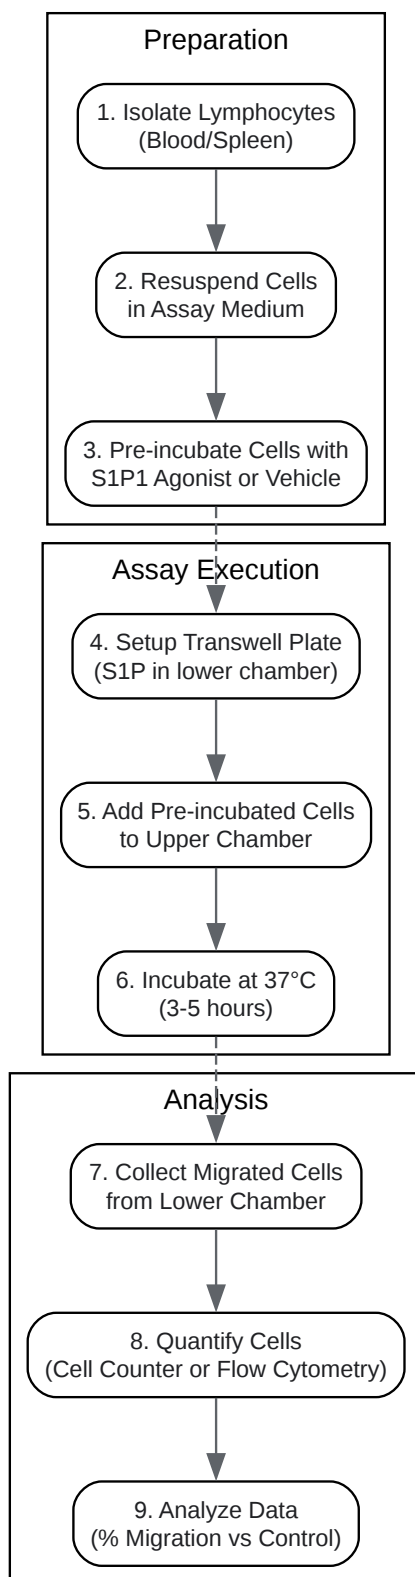 Preparation
1. Isolate Lymphocytes
(Blood/Spleen)
2. Resuspend Cells
in Assay Medium
3. Pre-incubate Cells with
S1P1 Agonist or Vehicle
Assay Execution
4. Setup Transwell Plate
(S1P in lower chamber)
5. Add Pre-incubated Cells
to Upper Chamber
6. Incubate at 37°C
(3-5 hours)
Analysis
7. Collect Migrated Cells
from Lower Chamber
8. Quantify Cells
(Cell Counter or Flow Cytometry)
9. Analyze Data
(% Migration vs Control)